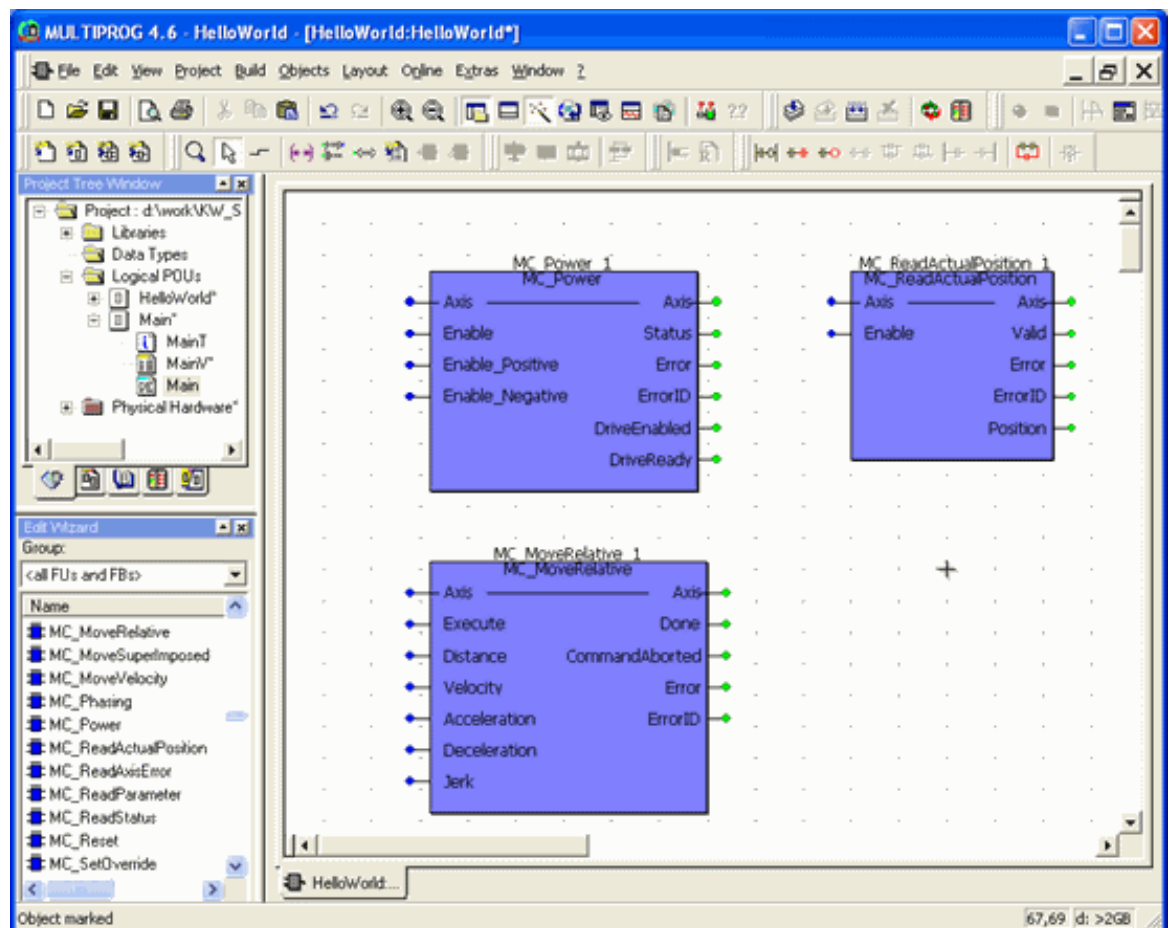 MULTIPROG 4.6 - HelloWorld - [HelloWorld:HelloWorld*]
File Edit View Project Build Objects Layout Online Extras Window ?
Project Tree Window
Project : d:\work\KW_S
Libraries
Data Types
Logical POUs
HelloWorld*
Main*
MainT
MainV*
Main
Physical Hardware*
Edit Wizard
Group:
<all FUs and FBs>
Name
MC_MoveRelative
MC_MoveSuperImposed
MC_MoveVelocity
MC_Phasing
MC_Power
MC_ReadActualPosition
MC_ReadAxisError
MC_ReadParameter
MC_ReadStatus
MC_Reset
MC_SetOverride
MC_Power_1
MC_Power
Axis Axis
Enable Status
Enable_Positive Error
Enable_Negative ErrorID
DriveEnabled
DriveReady
MC_ReadActualPosition_1
MC_ReadActualPosition
Axis Axis
Enable Valid
Error
ErrorID
Position
MC_MoveRelative_1
MC_MoveRelative
Axis Axis
Execute Done
Distance CommandAborted
Velocity Error
Acceleration ErrorID
Deceleration
Jerk
HelloWorld:...
Object marked
67,69 d: >2GB